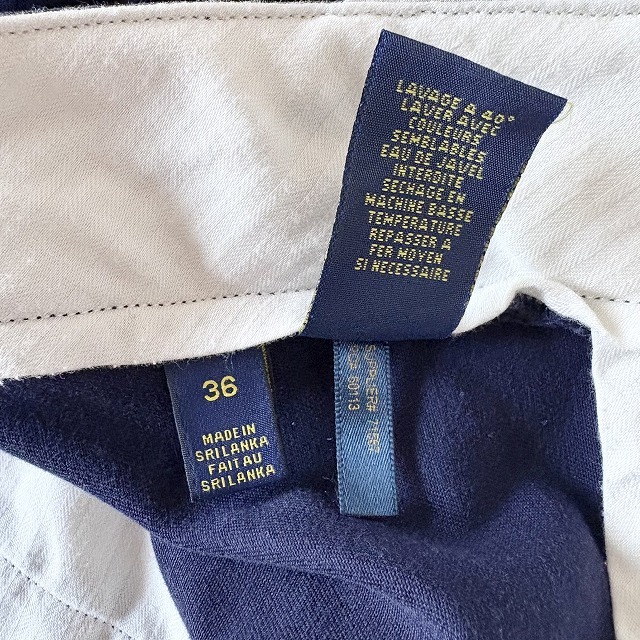 LAVAGE A 40°
LAVER AVEC
COULEURS
SEMBLABLES
EAU DE JAVEL
INTERDITE
SECHAGE EN
MACHINE BASSE
TEMPERATURE
REPASSER A
FER MOYEN
SI NECESSAIRE
36
MADE IN
SRI LANKA
FAIT AU
SRI LANKA